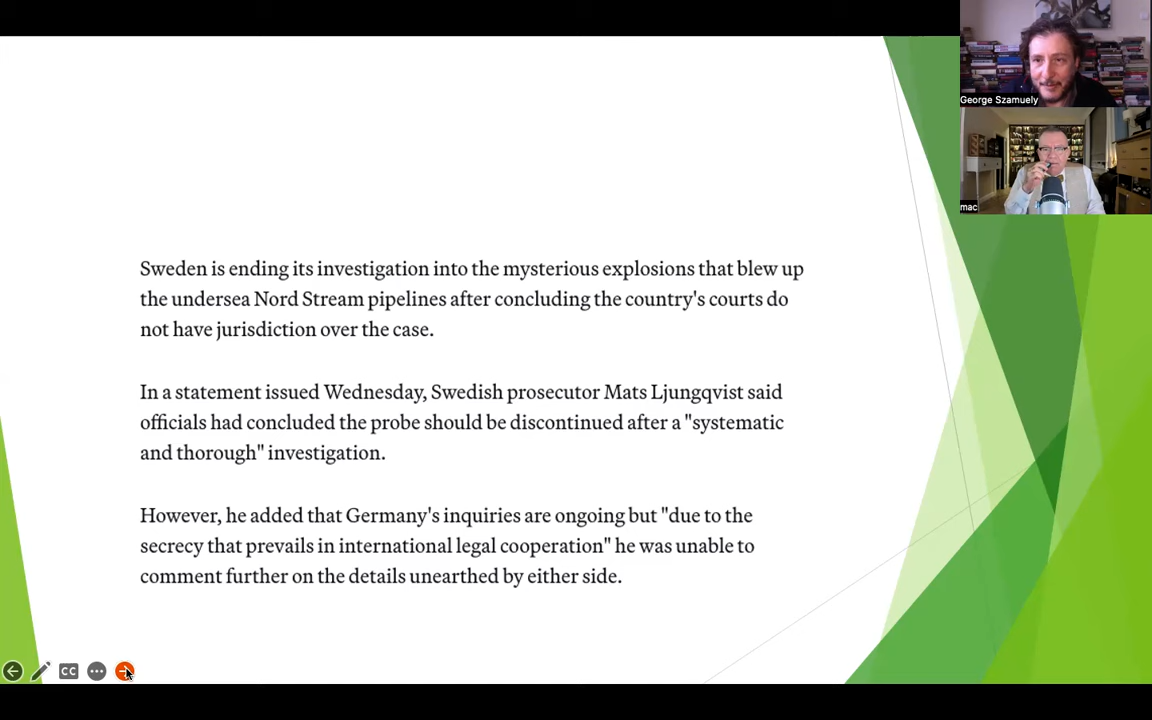 George Szamuely
mac
Sweden is ending its investigation into the mysterious explosions that blew up
the undersea Nord Stream pipelines after concluding the country's courts do
not have jurisdiction over the case.
In a statement issued Wednesday, Swedish prosecutor Mats Ljungqvist said
officials had concluded the probe should be discontinued after a "systematic
and thorough" investigation.
However, he added that Germany's inquiries are ongoing but "due to the
secrecy that prevails in international legal cooperation" he was unable to
comment further on the details unearthed by either side.
CC